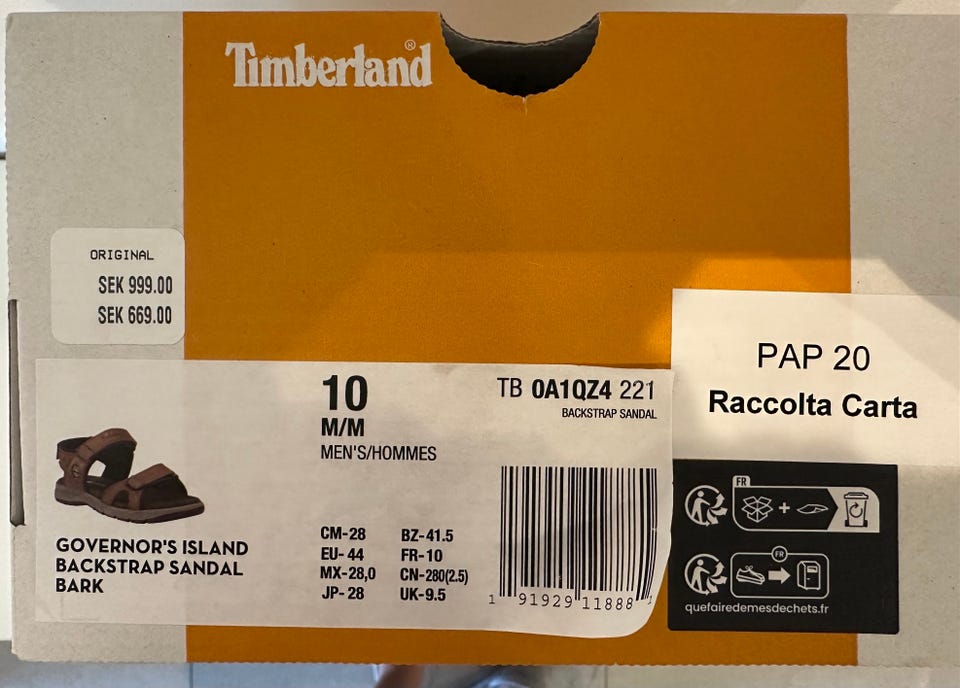 Timberland®
ORIGINAL
SEK 999.00
SEK 669.00
GOVERNOR'S ISLAND
BACKSTRAP SANDAL
BARK
10
M/M
MEN'S/HOMMES
CM-28 BZ-41.5
EU-44 FR-10
MX-28,0 CN-280(2.5)
JP-28 UK-9.5
TB 0A1QZ4 221
BACKSTRAP SANDAL
1 91929 11888 1
PAP 20
Raccolta Carta
FR
+
FR
quefairedemesdechets.fr